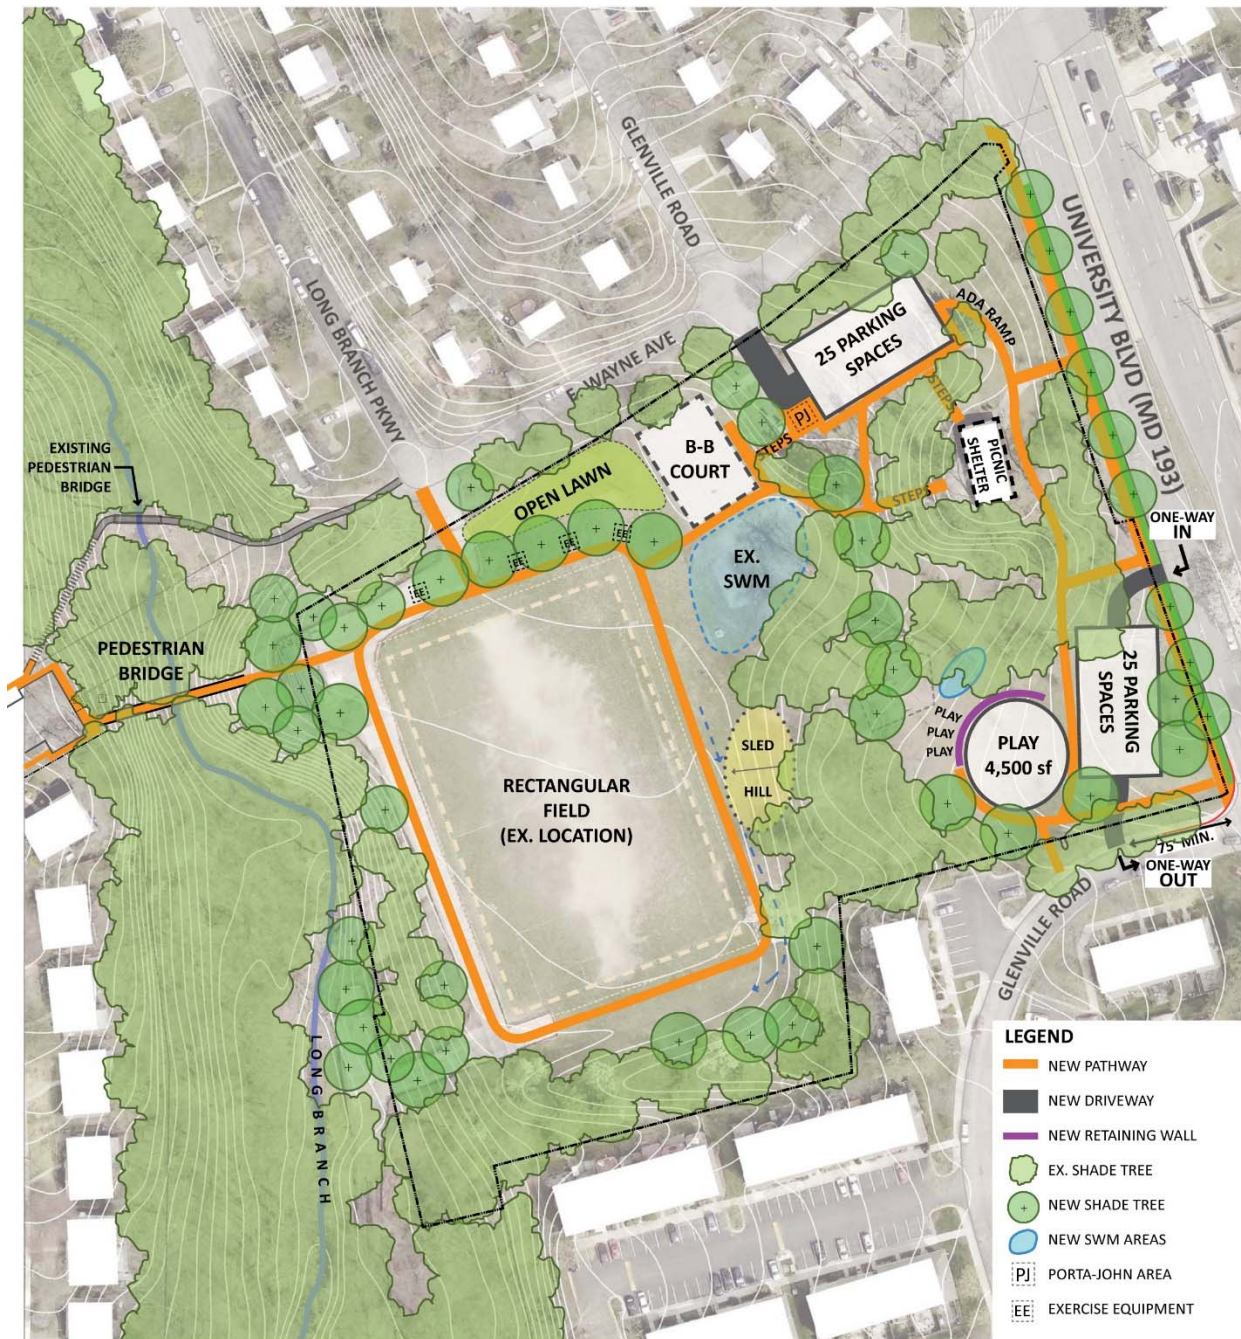 GLENVILLE ROAD
UNIVERSITY BLVD (MD 193)
LONG BRANCH PKWY
E. WAYNE AVE
25 PARKING
SPACES
ADA RAMP
STEPS
PJ
STEPS
B-B
COURT
PICNIC
SHELTER
OPEN LAWN
STEPS
EXISTING
PEDESTRIAN
BRIDGE
ONE-WAY
IN
EE
EE
EE
EE
EX.
SWM
PEDESTRIAN
BRIDGE
25 PARKING
SPACES
PLAY
PLAY
PLAY
PLAY
4,500 sf
SLED
HILL
RECTANGULAR
FIELD
(EX. LOCATION)
75' MIN.
ONE-WAY
OUT
GLENVILLE ROAD
LONG BRANCH
LEGEND
NEW PATHWAY
NEW DRIVEWAY
NEW RETAINING WALL
EX. SHADE TREE
NEW SHADE TREE
NEW SWM AREAS
PJ PORTA-JOHN AREA
EE EXERCISE EQUIPMENT